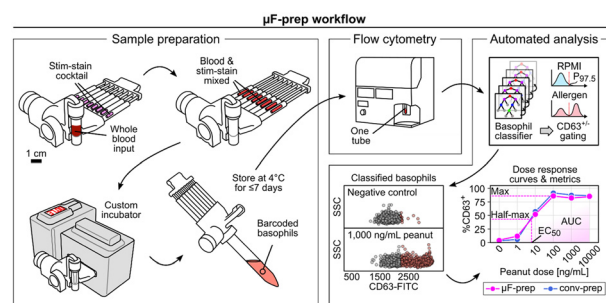 µF-prep workflow
Sample preparation
Stim-stain
cocktail
Blood &
stim-stain
mixed
Whole
blood
input
1 cm
Custom
incubator
Store at 4°C
for ≤7 days
Barcoded
basophils
Flow cytometry
One
tube
Automated analysis
RPMI
P97.5
Allergen
Basophil
classifier
CD63+/-
gating
Classified basophils
Negative control
SSC
1,000 ng/mL peanut
SSC
500 1500 2500
CD63-FITC
Dose response
curves & metrics
Max
Half-max
%CD63+
100
80
60
40
20
0
AUC
EC50
0 1 10 100 1000 10000
Peanut dose [ng/mL]
µF-prep conv-prep